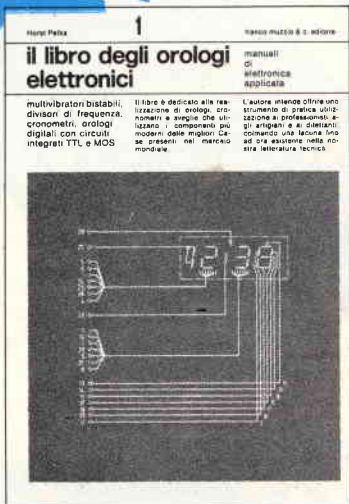 Horst Pelka
1
franco muzzio & c. editore
il libro degli orologi
elettronici
manuali
di
elettronica
applicata
multivibratori bistabili,
divisori di frequenza,
cronometri, orologi
digitali con circuiti
integrati TTL e MOS
Il libro è dedicato alla rea-
lizzazione di orologi, cro-
nometri e sveglie che uti-
lizzano i componenti più
moderni delle migliori Ca-
se presenti nel mercato
mondiale.
L'autore intende offrire uno
strumento di pratica utiliz-
zazione ai professionisti, a-
gli artigiani e ai dilettanti,
colmando una lacuna fino
ad ora esistente nella no-
stra letteratura tecnica.
42 38